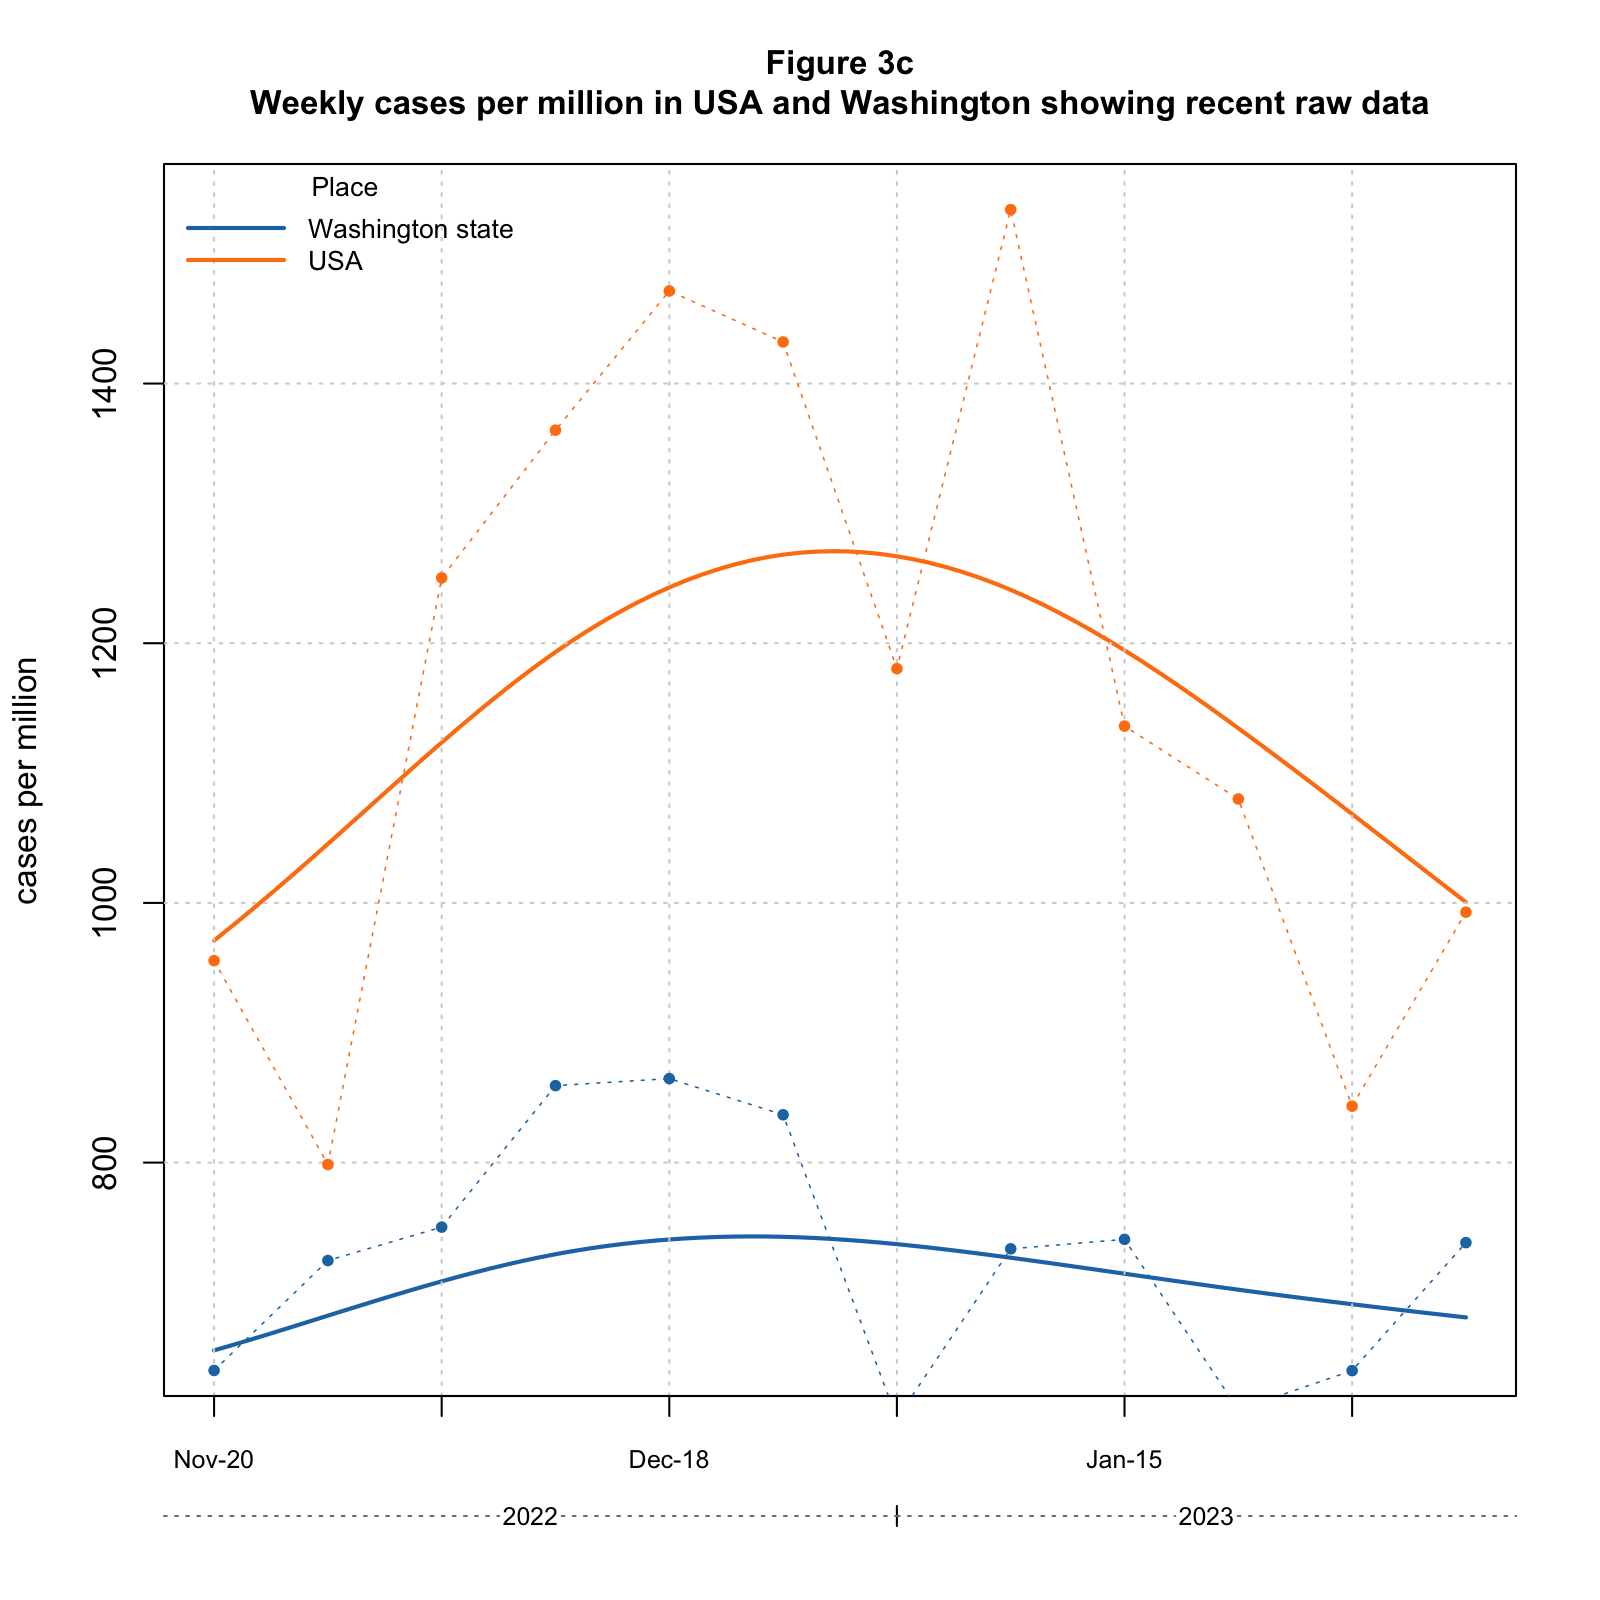 Figure 3c
Weekly cases per million in USA and Washington showing recent raw data
Place
Washington state
USA
cases per million
1400
1200
1000
800
Nov-20
Dec-18
Jan-15
2022
2023